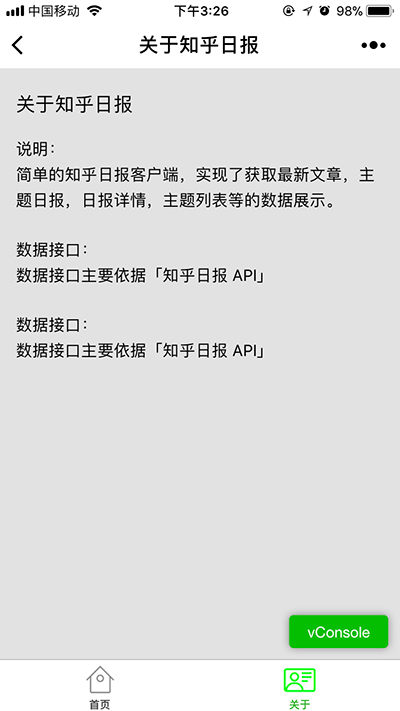 中国移动 下午3:26 98%
关于知乎日报
关于知乎日报
说明：
简单的知乎日报客户端，实现了获取最新文章，主
题日报，日报详情，主题列表等的数据展示。
数据接口：
数据接口主要依据「知乎日报 API」
数据接口：
数据接口主要依据「知乎日报 API」
vConsole
首页 关于